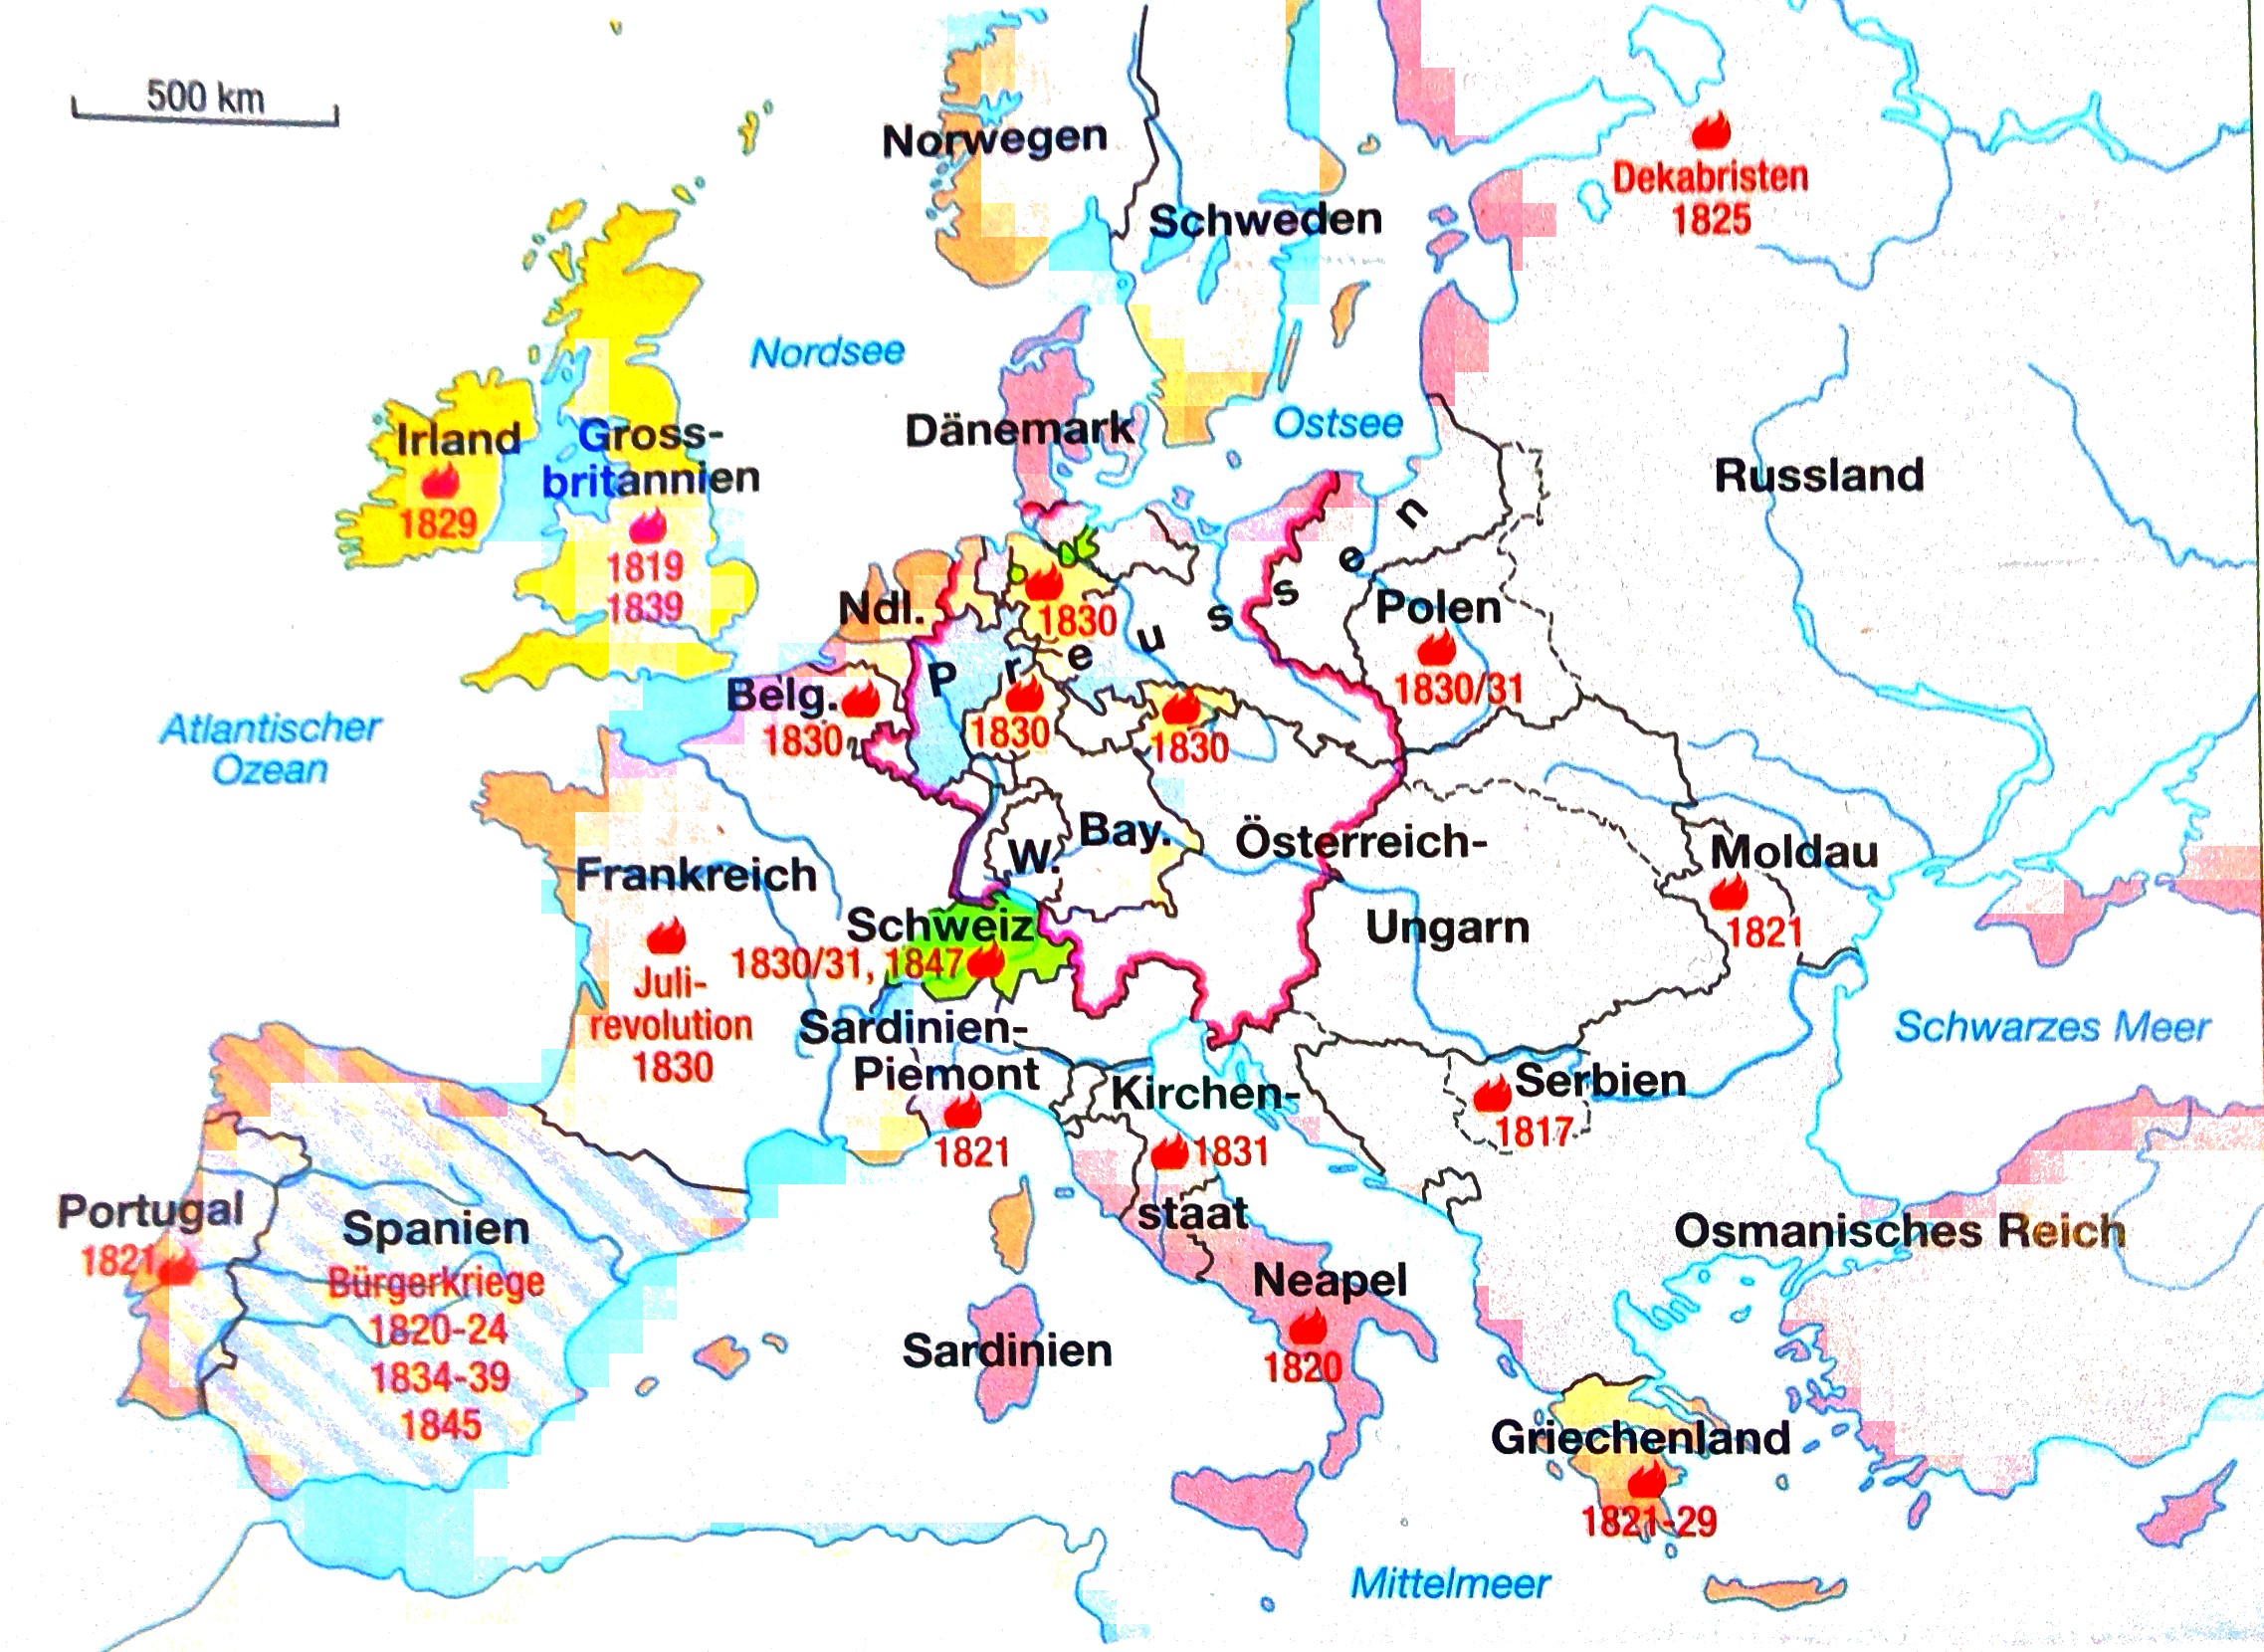 500 km
Norwegen
Schweden
Dekabristen
1825
Nordsee
Irland
1829
Gross-
britannien
1819
1839
Dänemark
Ostsee
Russland
Ndl.
1830
Preussen
Polen
1830/31
Belg.
1830
1830
1830
Atlantischer
Ozean
W.
Bay.
Österreich-
Ungarn
Moldau
1821
Frankreich
Juli-
revolution
1830
Schweiz
1830/31, 1847
Sardinien-
Piemont
1821
Kirchen-
1831
staat
Serbien
1817
Schwarzes Meer
Portugal
1821
Spanien
Bürgerkriege
1820-24
1834-39
1845
Sardinien
Neapel
1820
Osmanisches Reich
Griechenland
1821-29
Mittelmeer